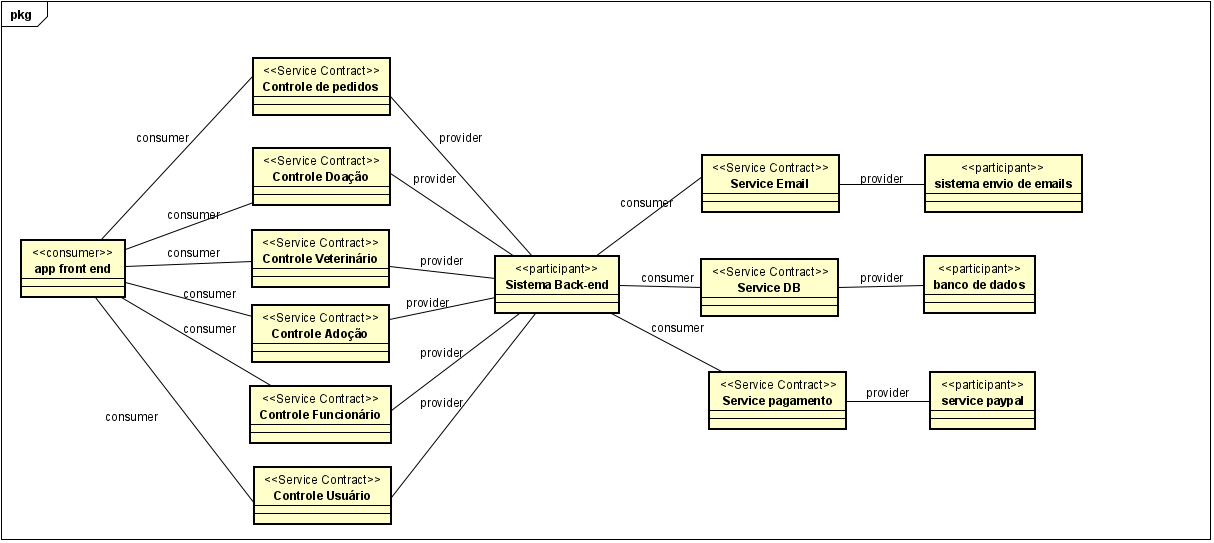 pkg
<<Service Contract>>
Controle de pedidos
consumer
provider
<<Service Contract>>
Controle Doação
consumer
provider
<<consumer>>
app front end
<<Service Contract>>
Controle Veterinário
consumer
provider
<<Service Contract>>
Controle Adoção
consumer
provider
<<Service Contract>>
Controle Funcionário
consumer
provider
<<Service Contract>>
Controle Usuário
consumer
provider
<<participant>>
Sistema Back-end
consumer
<<Service Contract>>
Service Email
provider
<<participant>>
sistema envio de emails
consumer
<<Service Contract>>
Service DB
provider
<<participant>>
banco de dados
consumer
<<Service Contract>>
Service pagamento
provider
<<participant>>
service paypal